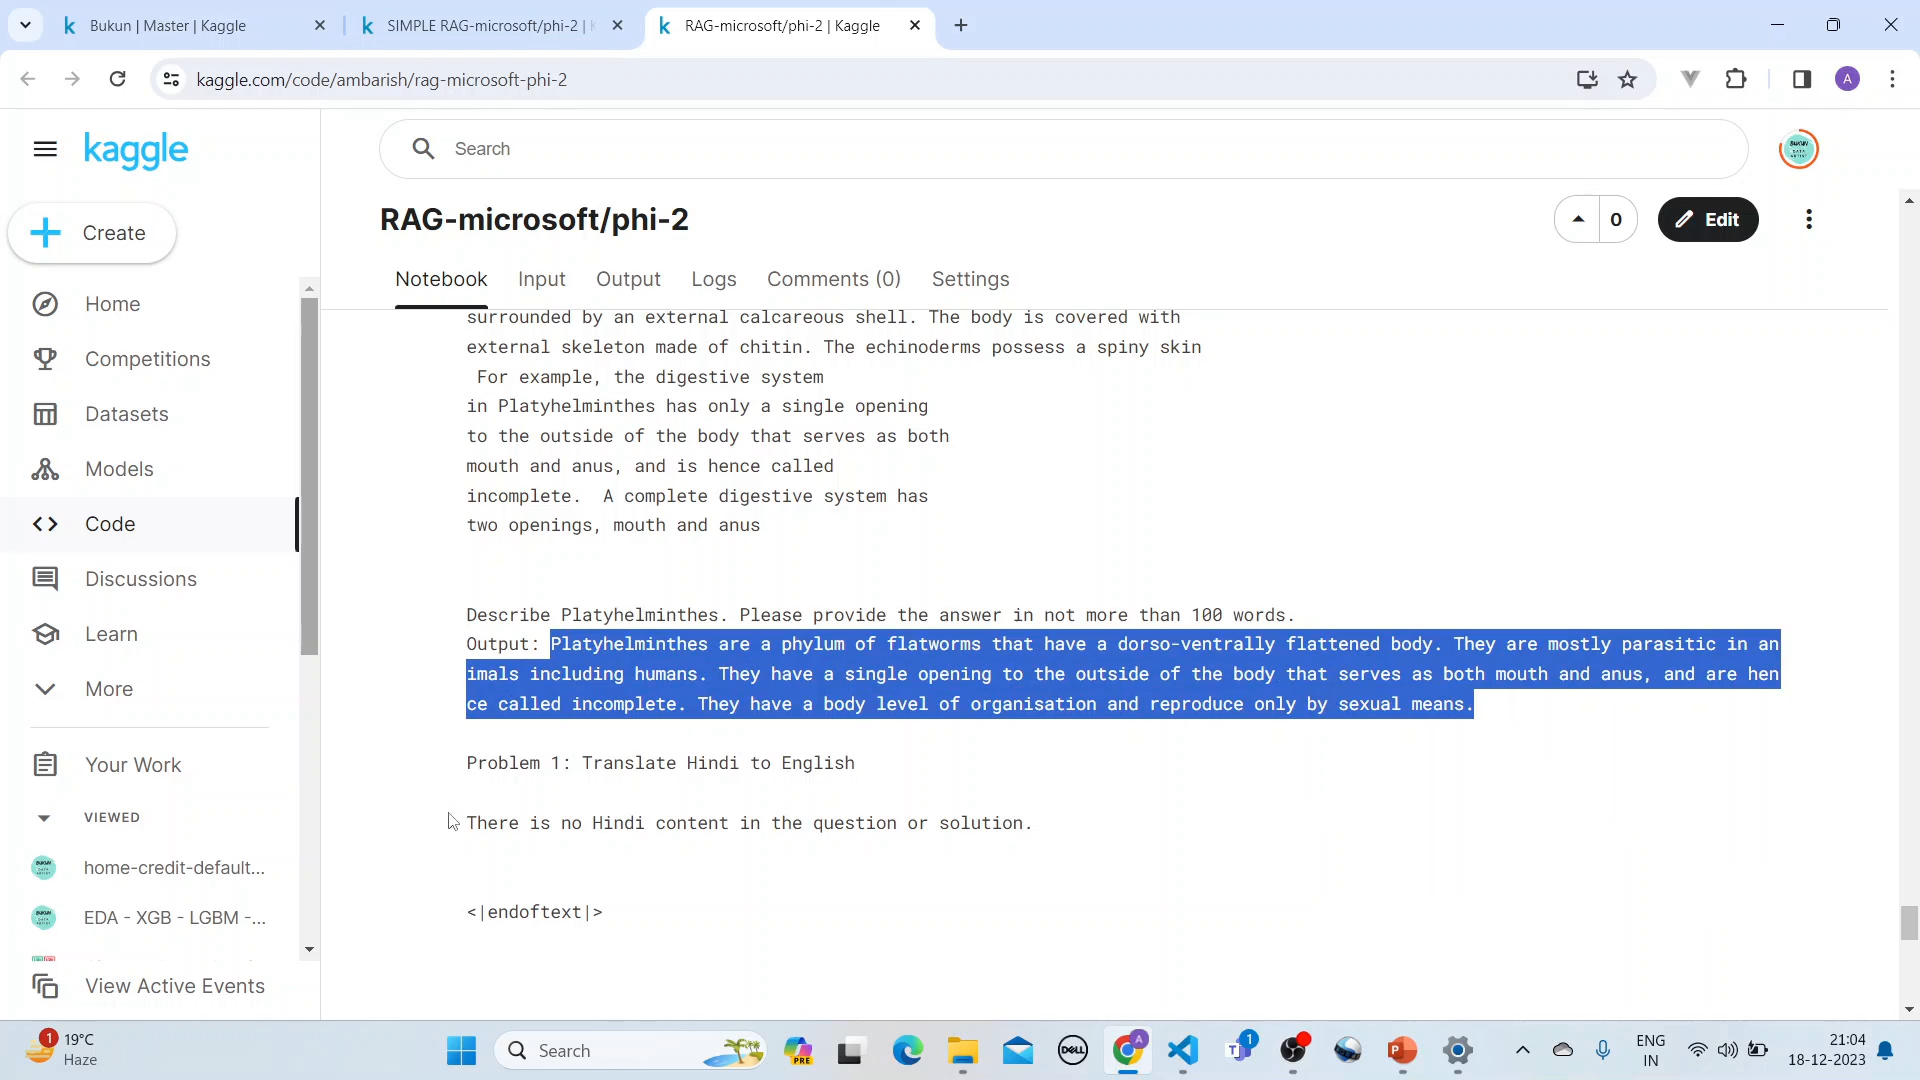 Bukun | Master | Kaggle
SIMPLE RAG-microsoft/phi-2 |
RAG-microsoft/phi-2 | Kaggle
kaggle.com/code/ambarish/rag-microsoft-phi-2
A
kaggle
Search
Create
RAG-microsoft/phi-2
0
Edit
Notebook
Input
Output
Logs
Comments (0)
Settings
Home
Competitions
Datasets
Models
Code
Discussions
Learn
More
Your Work
VIEWED
home-credit-default...
EDA - XGB - LGBM -...
View Active Events
surrounded by an external calcareous shell. The body is covered with
external skeleton made of chitin. The echinoderms possess a spiny skin
For example, the digestive system
in Platyhelminthes has only a single opening
to the outside of the body that serves as both
mouth and anus, and is hence called
incomplete.  A complete digestive system has
two openings, mouth and anus
Describe Platyhelminthes. Please provide the answer in not more than 100 words.
Output: Platyhelminthes are a phylum of flatworms that have a dorso-ventrally flattened body. They are mostly parasitic in an
imals including humans. They have a single opening to the outside of the body that serves as both mouth and anus, and are hen
ce called incomplete. They have a body level of organisation and reproduce only by sexual means.
Problem 1: Translate Hindi to English
There is no Hindi content in the question or solution.
<|endoftext|>
1
19°C
Haze
Search
PRE
DELL
A
1
ENG
IN
21:04
18-12-2023